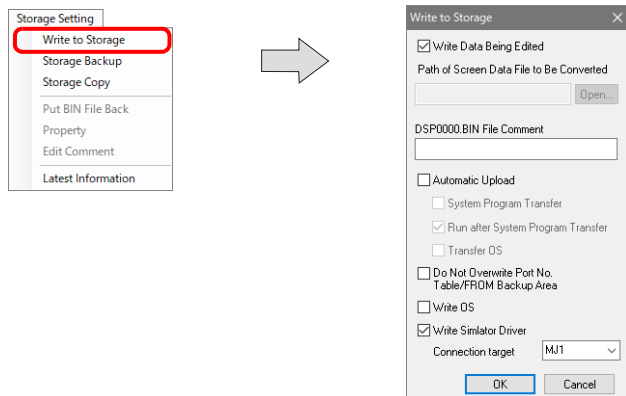 Storage Setting
Write to Storage
Storage Backup
Storage Copy
Put BIN File Back
Property
Edit Comment
Latest Information
Write to Storage
Write Data Being Edited
Path of Screen Data File to Be Converted
Open...
DSP0000.BIN File Comment
Automatic Upload
System Program Transfer
Run after System Program Transfer
Transfer OS
Do Not Overwrite Port No.
Table/FROM Backup Area
Write OS
Write Simlator Driver
Connection target MJ1
OK Cancel